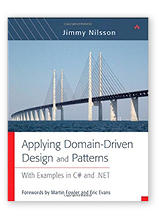 Jimmy Nilsson
Applying Domain-Driven
Design and Patterns
With Examples in C# and .NET
Forewords by Martin Fowler and Eric Evans